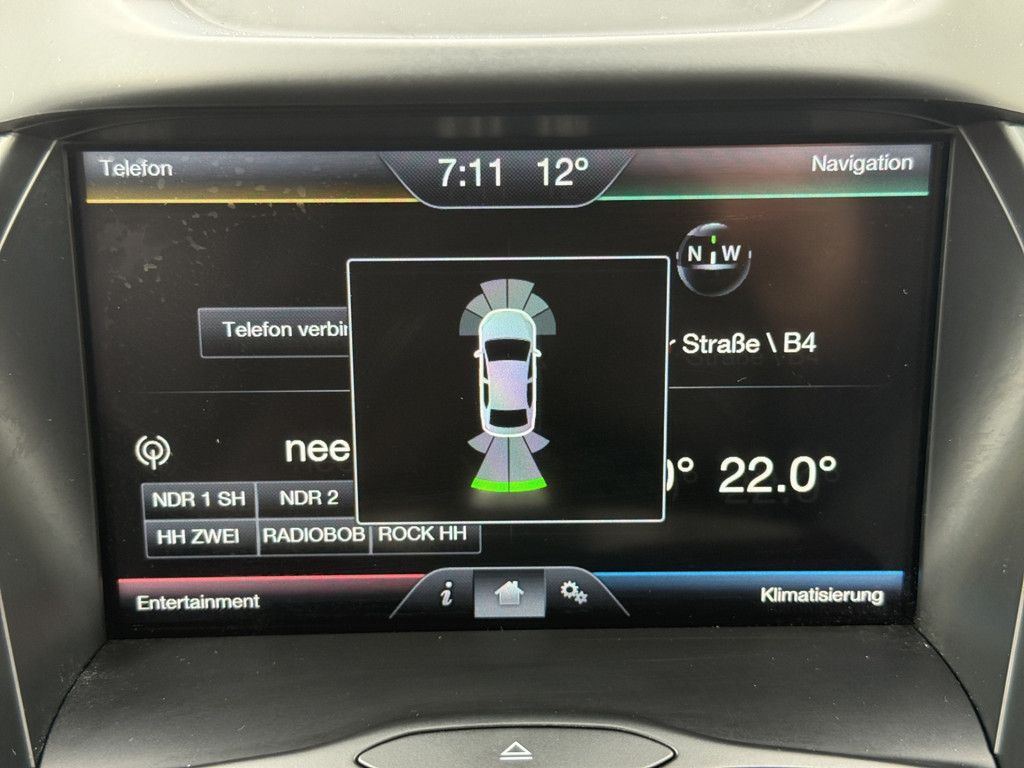 Telefon
7:11 12°
Navigation
N W
Telefon verbi
Straße \ B4
nee
0° 22.0°
NDR 1 SH NDR 2
HH ZWEI RADIOBOB ROCK HH
Entertainment
i
Klimatisierung